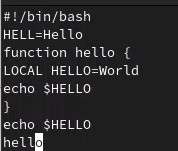 #!/bin/bash
HELL=Hello
function hello {
LOCAL HELLO=World
echo $HELLO
}
echo $HELLO
hello